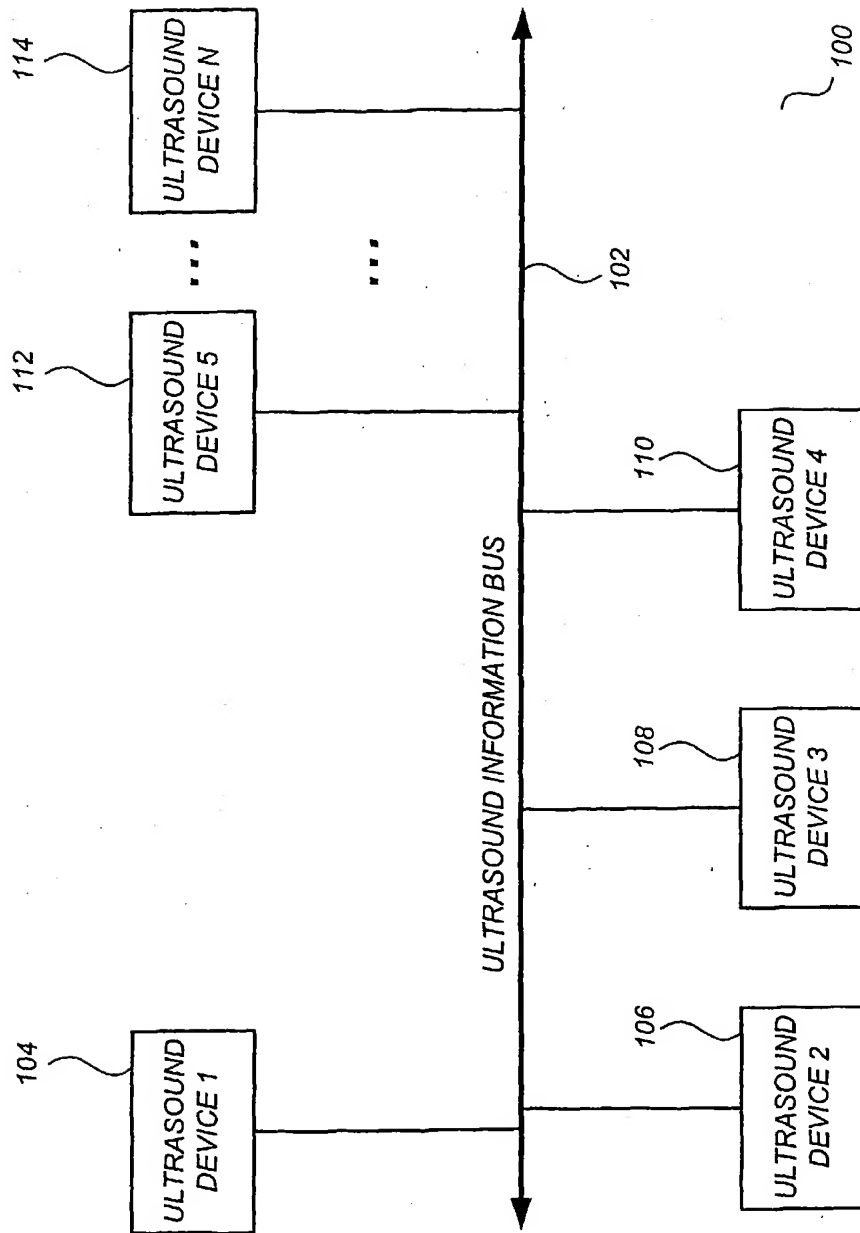 104
ULTRASOUND
DEVICE 1
112
ULTRASOUND
DEVICE 5
...
114
ULTRASOUND
DEVICE N
...
ULTRASOUND INFORMATION BUS
102
106
ULTRASOUND
DEVICE 2
108
ULTRASOUND
DEVICE 3
110
ULTRASOUND
DEVICE 4
100